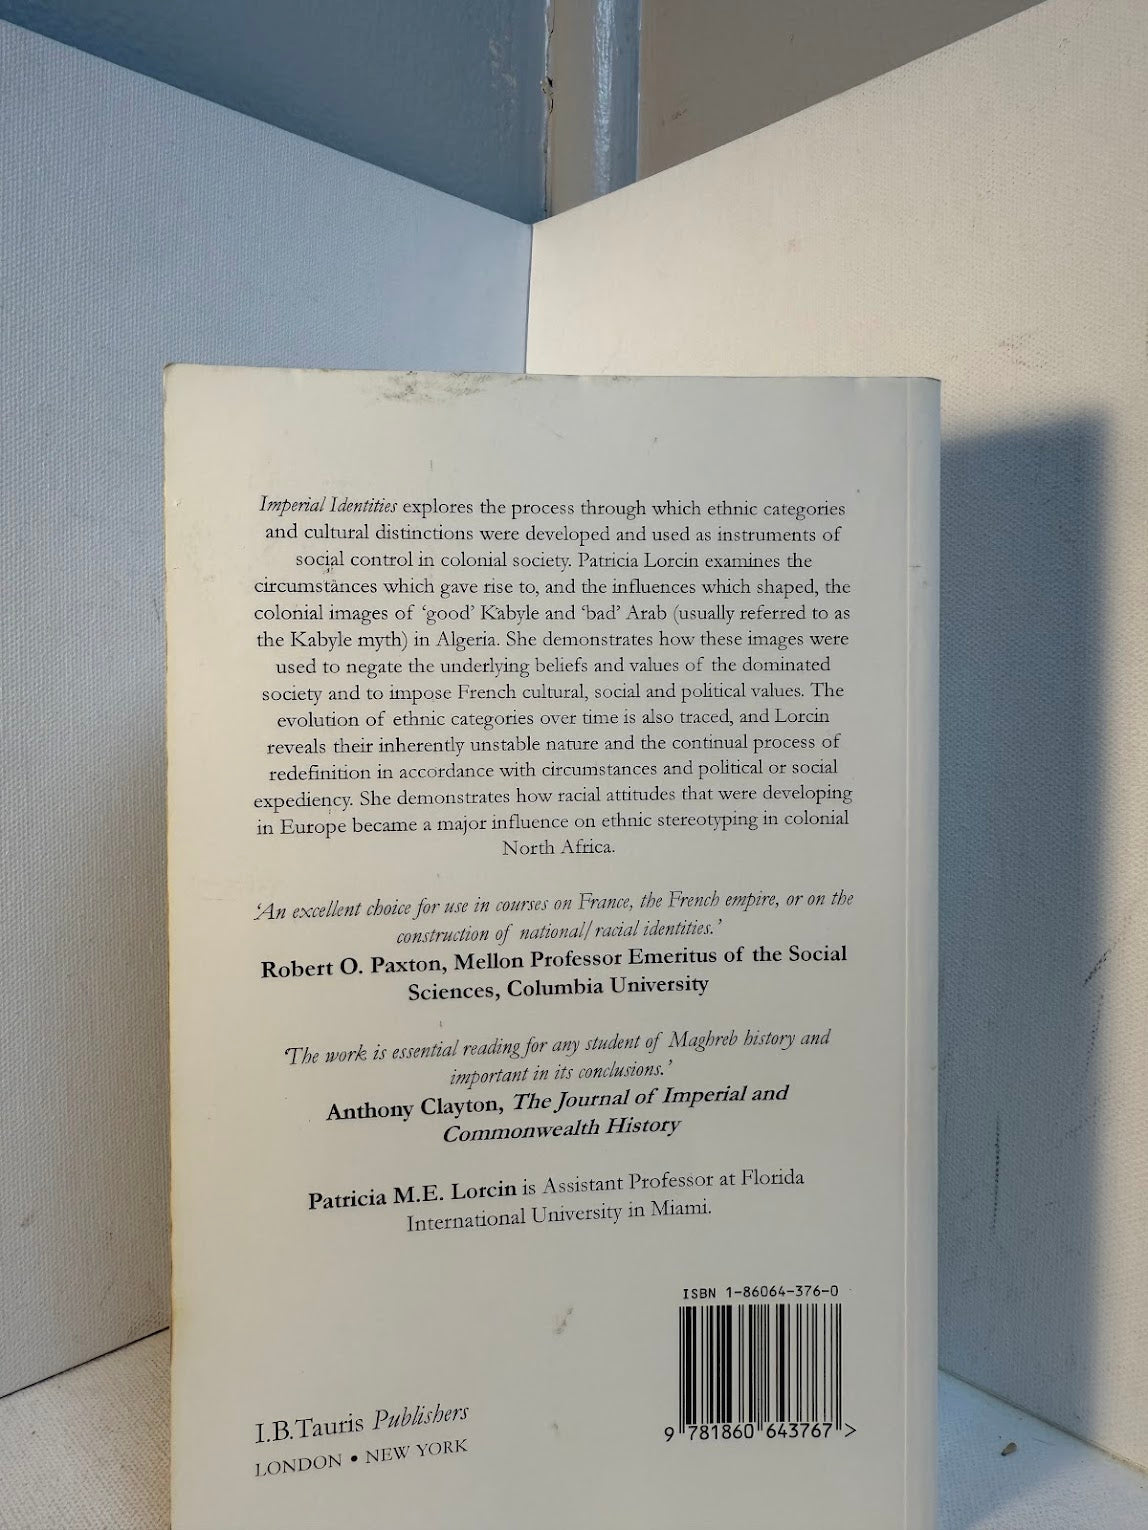 Imperial Identities explores the process through which ethnic categories
and cultural distinctions were developed and used as instruments of
social control in colonial society. Patricia Lorcin examines the
circumstances which gave rise to, and the influences which shaped, the
colonial images of ‘good’ Kabyle and ‘bad’ Arab (usually referred to as
the Kabyle myth) in Algeria. She demonstrates how these images were
used to negate the underlying beliefs and values of the dominated
society and to impose French cultural, social and political values. The
evolution of ethnic categories over time is also traced, and Lorcin
reveals their inherently unstable nature and the continual process of
redefinition in accordance with circumstances and political or social
expediency. She demonstrates how racial attitudes that were developing
in Europe became a major influence on ethnic stereotyping in colonial
North Africa.
‘An excellent choice for use in courses on France, the French empire, or on the
construction of national/racial identities.’
Robert O. Paxton, Mellon Professor Emeritus of the Social
Sciences, Columbia University
‘The work is essential reading for any student of Maghreb history and
important in its conclusions.’
Anthony Clayton, The Journal of Imperial and
Commonwealth History
Patricia M.E. Lorcin is Assistant Professor at Florida
International University in Miami.
ISBN 1-86064-376-0
9 781860 643767 >
I.B.Tauris Publishers
LONDON • NEW YORK